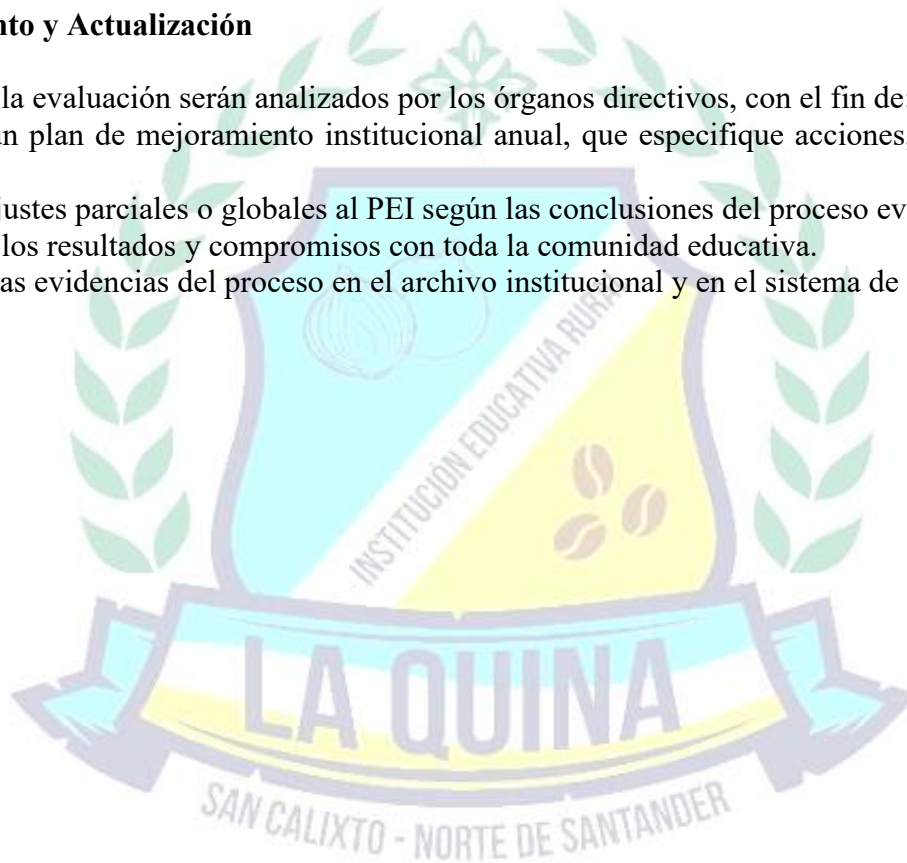 nto y Actualización
la evaluación serán analizados por los órganos directivos, con el fin de:
un plan de mejoramiento institucional anual, que especifique acciones,
justes parciales o globales al PEI según las conclusiones del proceso ev
los resultados y compromisos con toda la comunidad educativa.
as evidencias del proceso en el archivo institucional y en el sistema de
INSTITUCIÓN EDUCATIVA RURAL
LA QUINA
SAN CALIXTO - NORTE DE SANTANDER